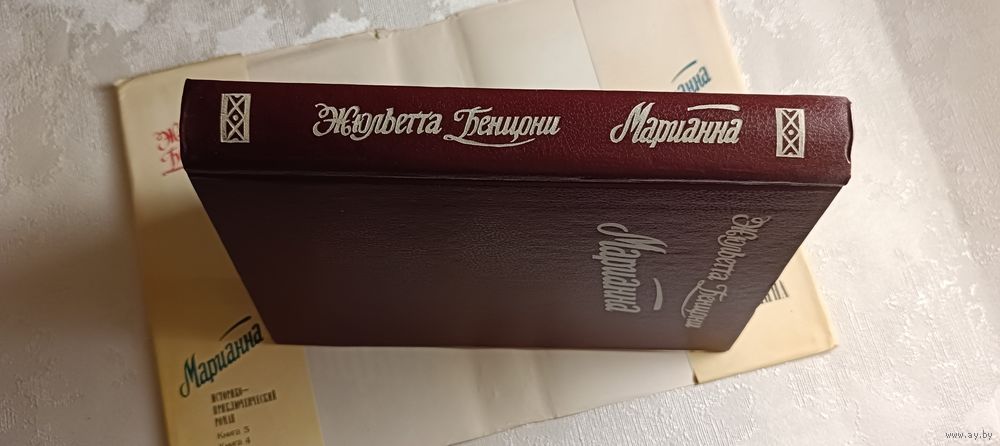 Жюльетта Бенцони Марианна
Жюльетта Бенцони
Марианна
Марианна
ИСТОРИКО-
ПРИКЛЮЧЕНЧЕСКИЙ
РОМАН
Книга 3
Книга 4
www.ay.by